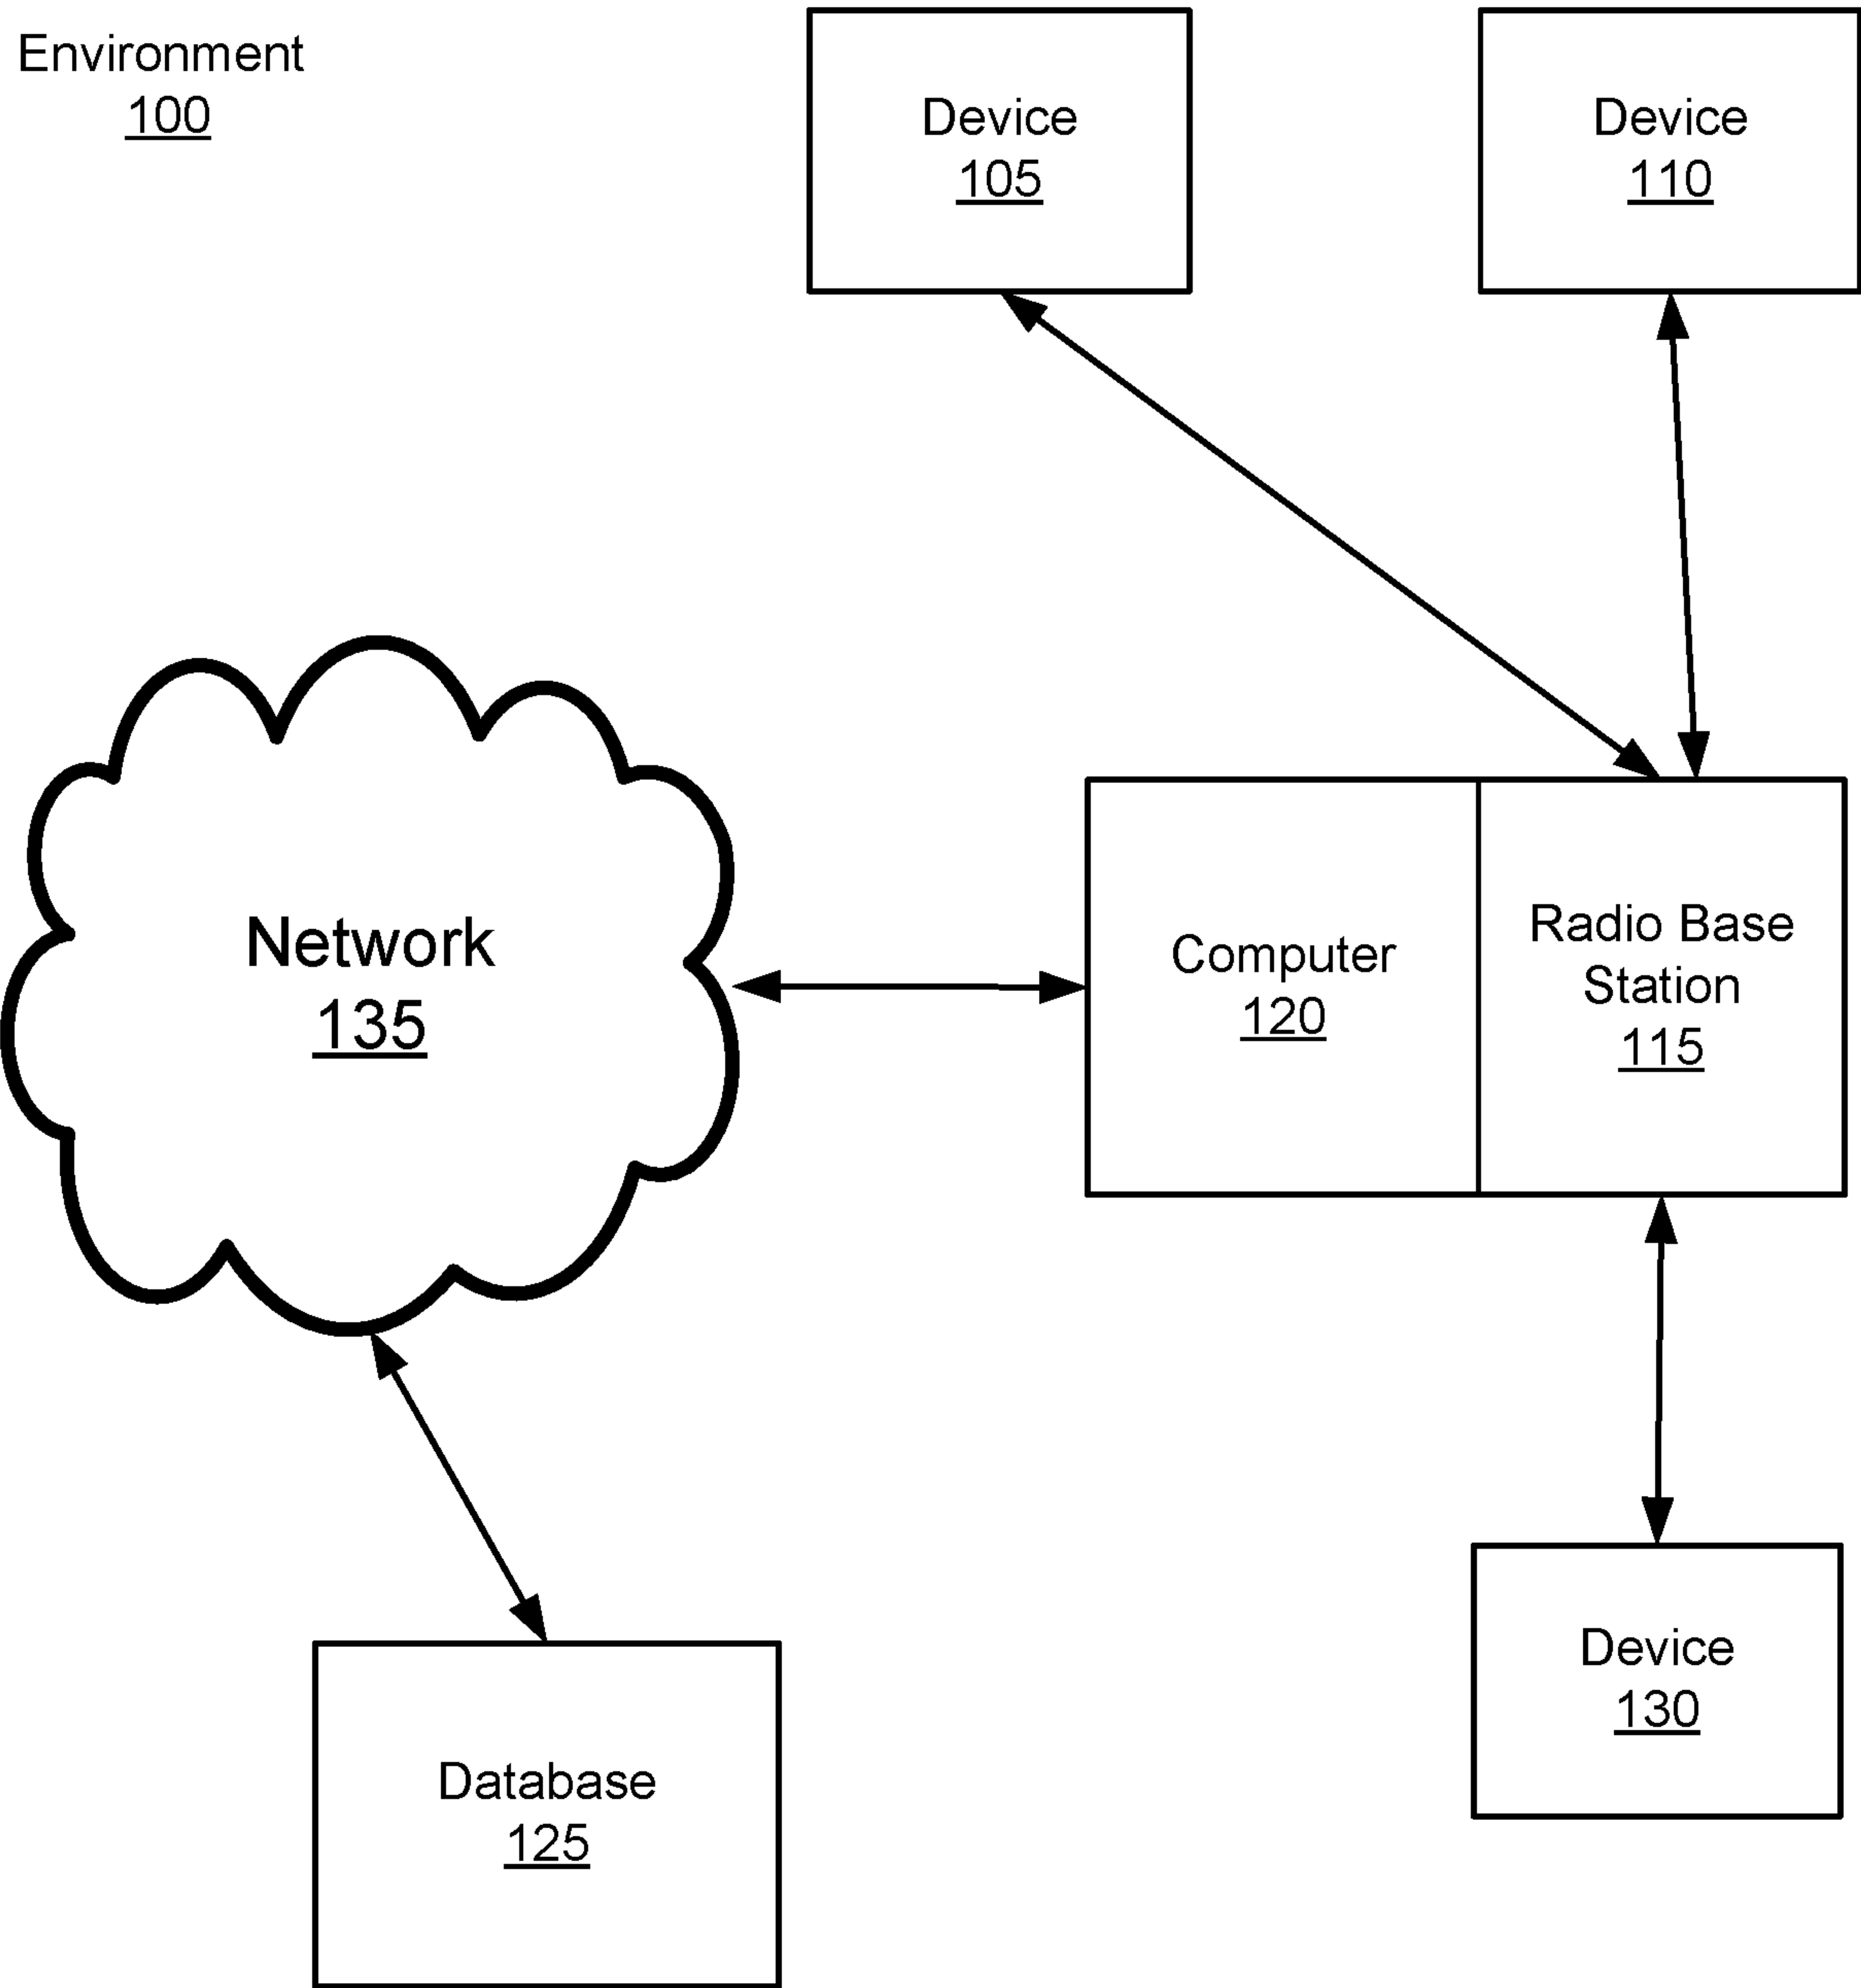 Environment
100
Device
105
Device
110
Network
135
Computer
120
Radio Base
Station
115
Device
130
Database
125